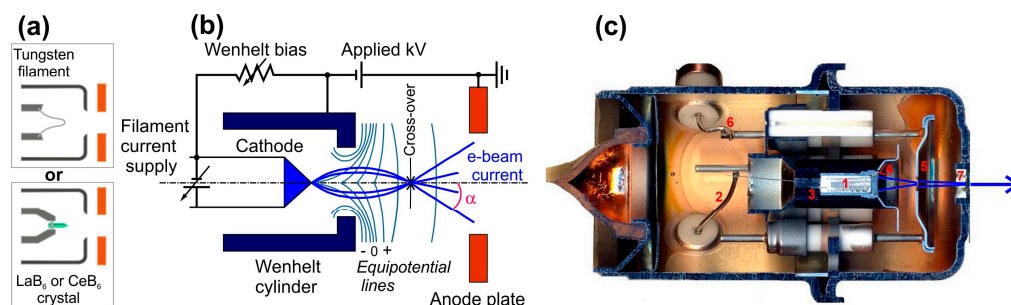 (a)
Tungsten
filament
or
LaB6 or CeB6
crystal
(b)
Wenhelt bias
Applied kV
Filament
current
supply
Cathode
Cross-over
e-beam
current
α
- 0 +
Equipotential
lines
Wenhelt
cylinder
Anode plate
(c)
6
2
1
3
4
5
7